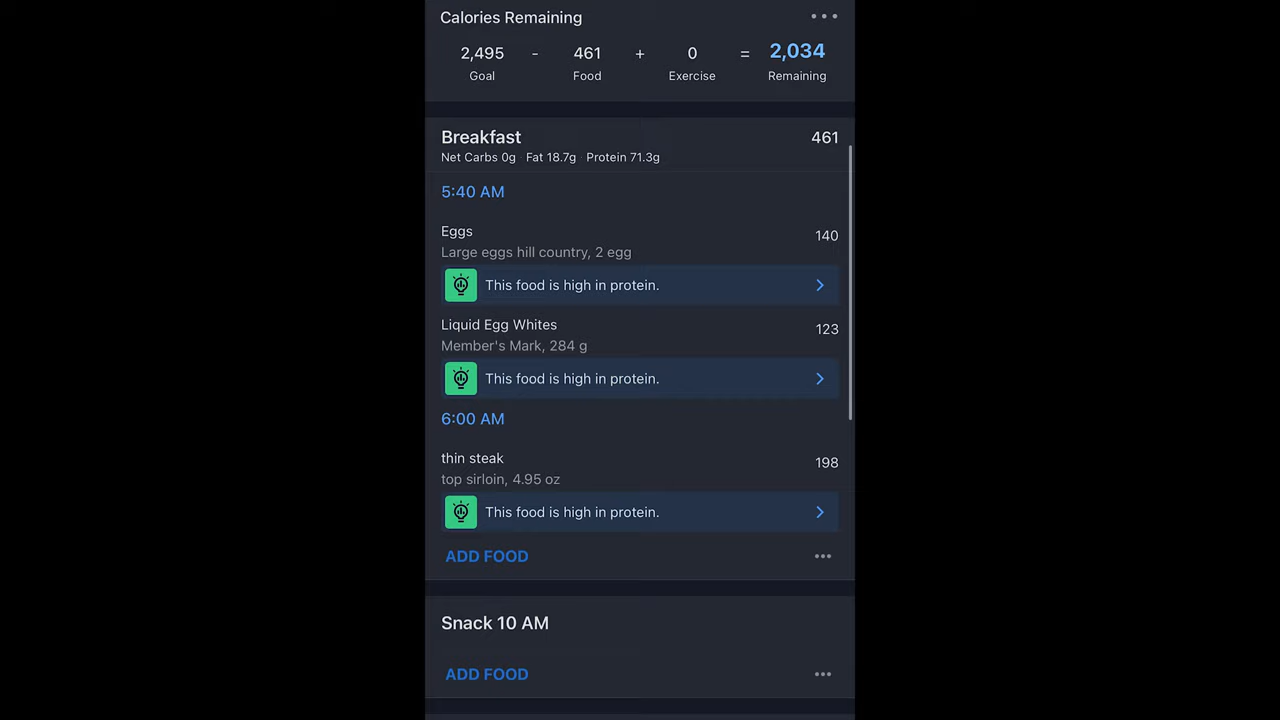 Calories Remaining
2,495 - 461 + 0 = 2,034
Goal Food Exercise Remaining
Breakfast 461
Net Carbs 0g · Fat 18.7g · Protein 71.3g
5:40 AM
Eggs 140
Large eggs hill country, 2 egg
This food is high in protein.
Liquid Egg Whites 123
Member's Mark, 284 g
This food is high in protein.
6:00 AM
thin steak 198
top sirloin, 4.95 oz
This food is high in protein.
ADD FOOD
Snack 10 AM
ADD FOOD